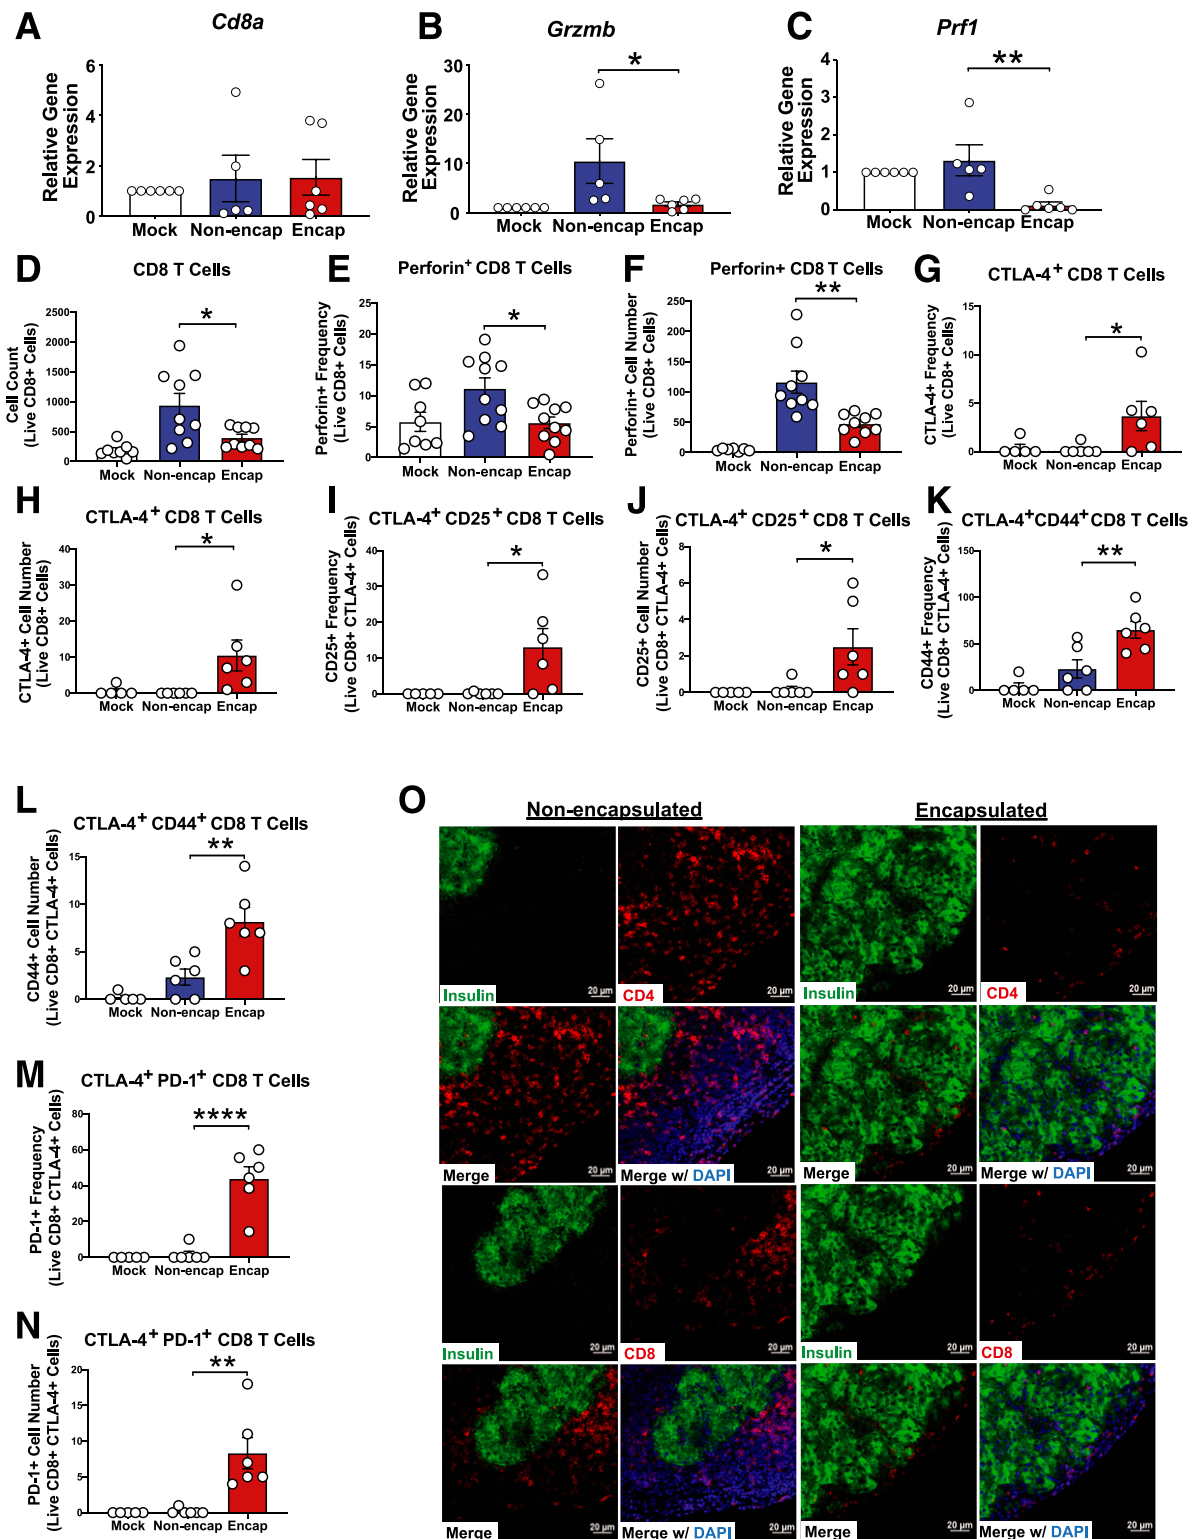 A
Cd8a
Relative Gene
Expression
6
4
2
0
Mock
Non-encap
Encap
B
Grzmb
Relative Gene
Expression
30
20
10
0
*
Mock
Non-encap
Encap
C
Prf1
Relative Gene
Expression
4
3
2
1
0
**
Mock
Non-encap
Encap
D
CD8 T Cells
Cell Count
(Live CD8+ Cells)
2500
2000
1500
1000
500
0
*
Mock
Non-encap
Encap
E
Perforin+ CD8 T Cells
Perforin+ Frequency
(Live CD8+ Cells)
25
20
15
10
5
0
*
Mock
Non-encap
Encap
F
Perforin+ CD8 T Cells
Perforin+ Cell Number
(Live CD8+ Cells)
250
200
150
100
50
0
**
Mock
Non-encap
Encap
G
CTLA-4+ CD8 T Cells
CTLA-4+ Frequency
(Live CD8+ Cells)
15
10
5
0
*
Mock
Non-encap
Encap
H
CTLA-4+ CD8 T Cells
CTLA-4+ Cell Number
(Live CD8+ Cells)
40
30
20
10
0
*
Mock
Non-encap
Encap
I
CTLA-4+ CD25+ CD8 T Cells
CD25+ Frequency
(Live CD8+ CTLA-4+ Cells)
40
30
20
10
0
*
Mock
Non-encap
Encap
J
CTLA-4+ CD25+ CD8 T Cells
CD25+ Cell Number
(Live CD8+ CTLA-4+ Cells)
8
6
4
2
0
*
Mock
Non-encap
Encap
K
CTLA-4+CD44+CD8 T Cells
CD44+ Frequency
(Live CD8+ CTLA-4+ Cells)
150
100
50
0
**
Mock
Non-encap
Encap
L
CTLA-4+ CD44+ CD8 T Cells
CD44+ Cell Number
(Live CD8+ CTLA-4+ Cells)
15
10
5
0
**
Mock
Non-encap
Encap
M
CTLA-4+ PD-1+ CD8 T Cells
PD-1+ Frequency
(Live CD8+ CTLA-4+ Cells)
80
60
40
20
0
****
Mock
Non-encap
Encap
N
CTLA-4+ PD-1+ CD8 T Cells
PD-1+ Cell Number
(Live CD8+ CTLA-4+ Cells)
20
15
10
5
0
**
Mock
Non-encap
Encap
O
Non-encapsulated
Encapsulated
Insulin
20 µm
CD4
20 µm
Insulin
20 µm
CD4
20 µm
Merge
20 µm
Merge w/ DAPI
20 µm
Merge
20 µm
Merge w/ DAPI
20 µm
Insulin
20 µm
CD8
20 µm
Insulin
20 µm
CD8
20 µm
Merge
20 µm
Merge w/ DAPI
20 µm
Merge
20 µm
Merge w/ DAPI
20 µm